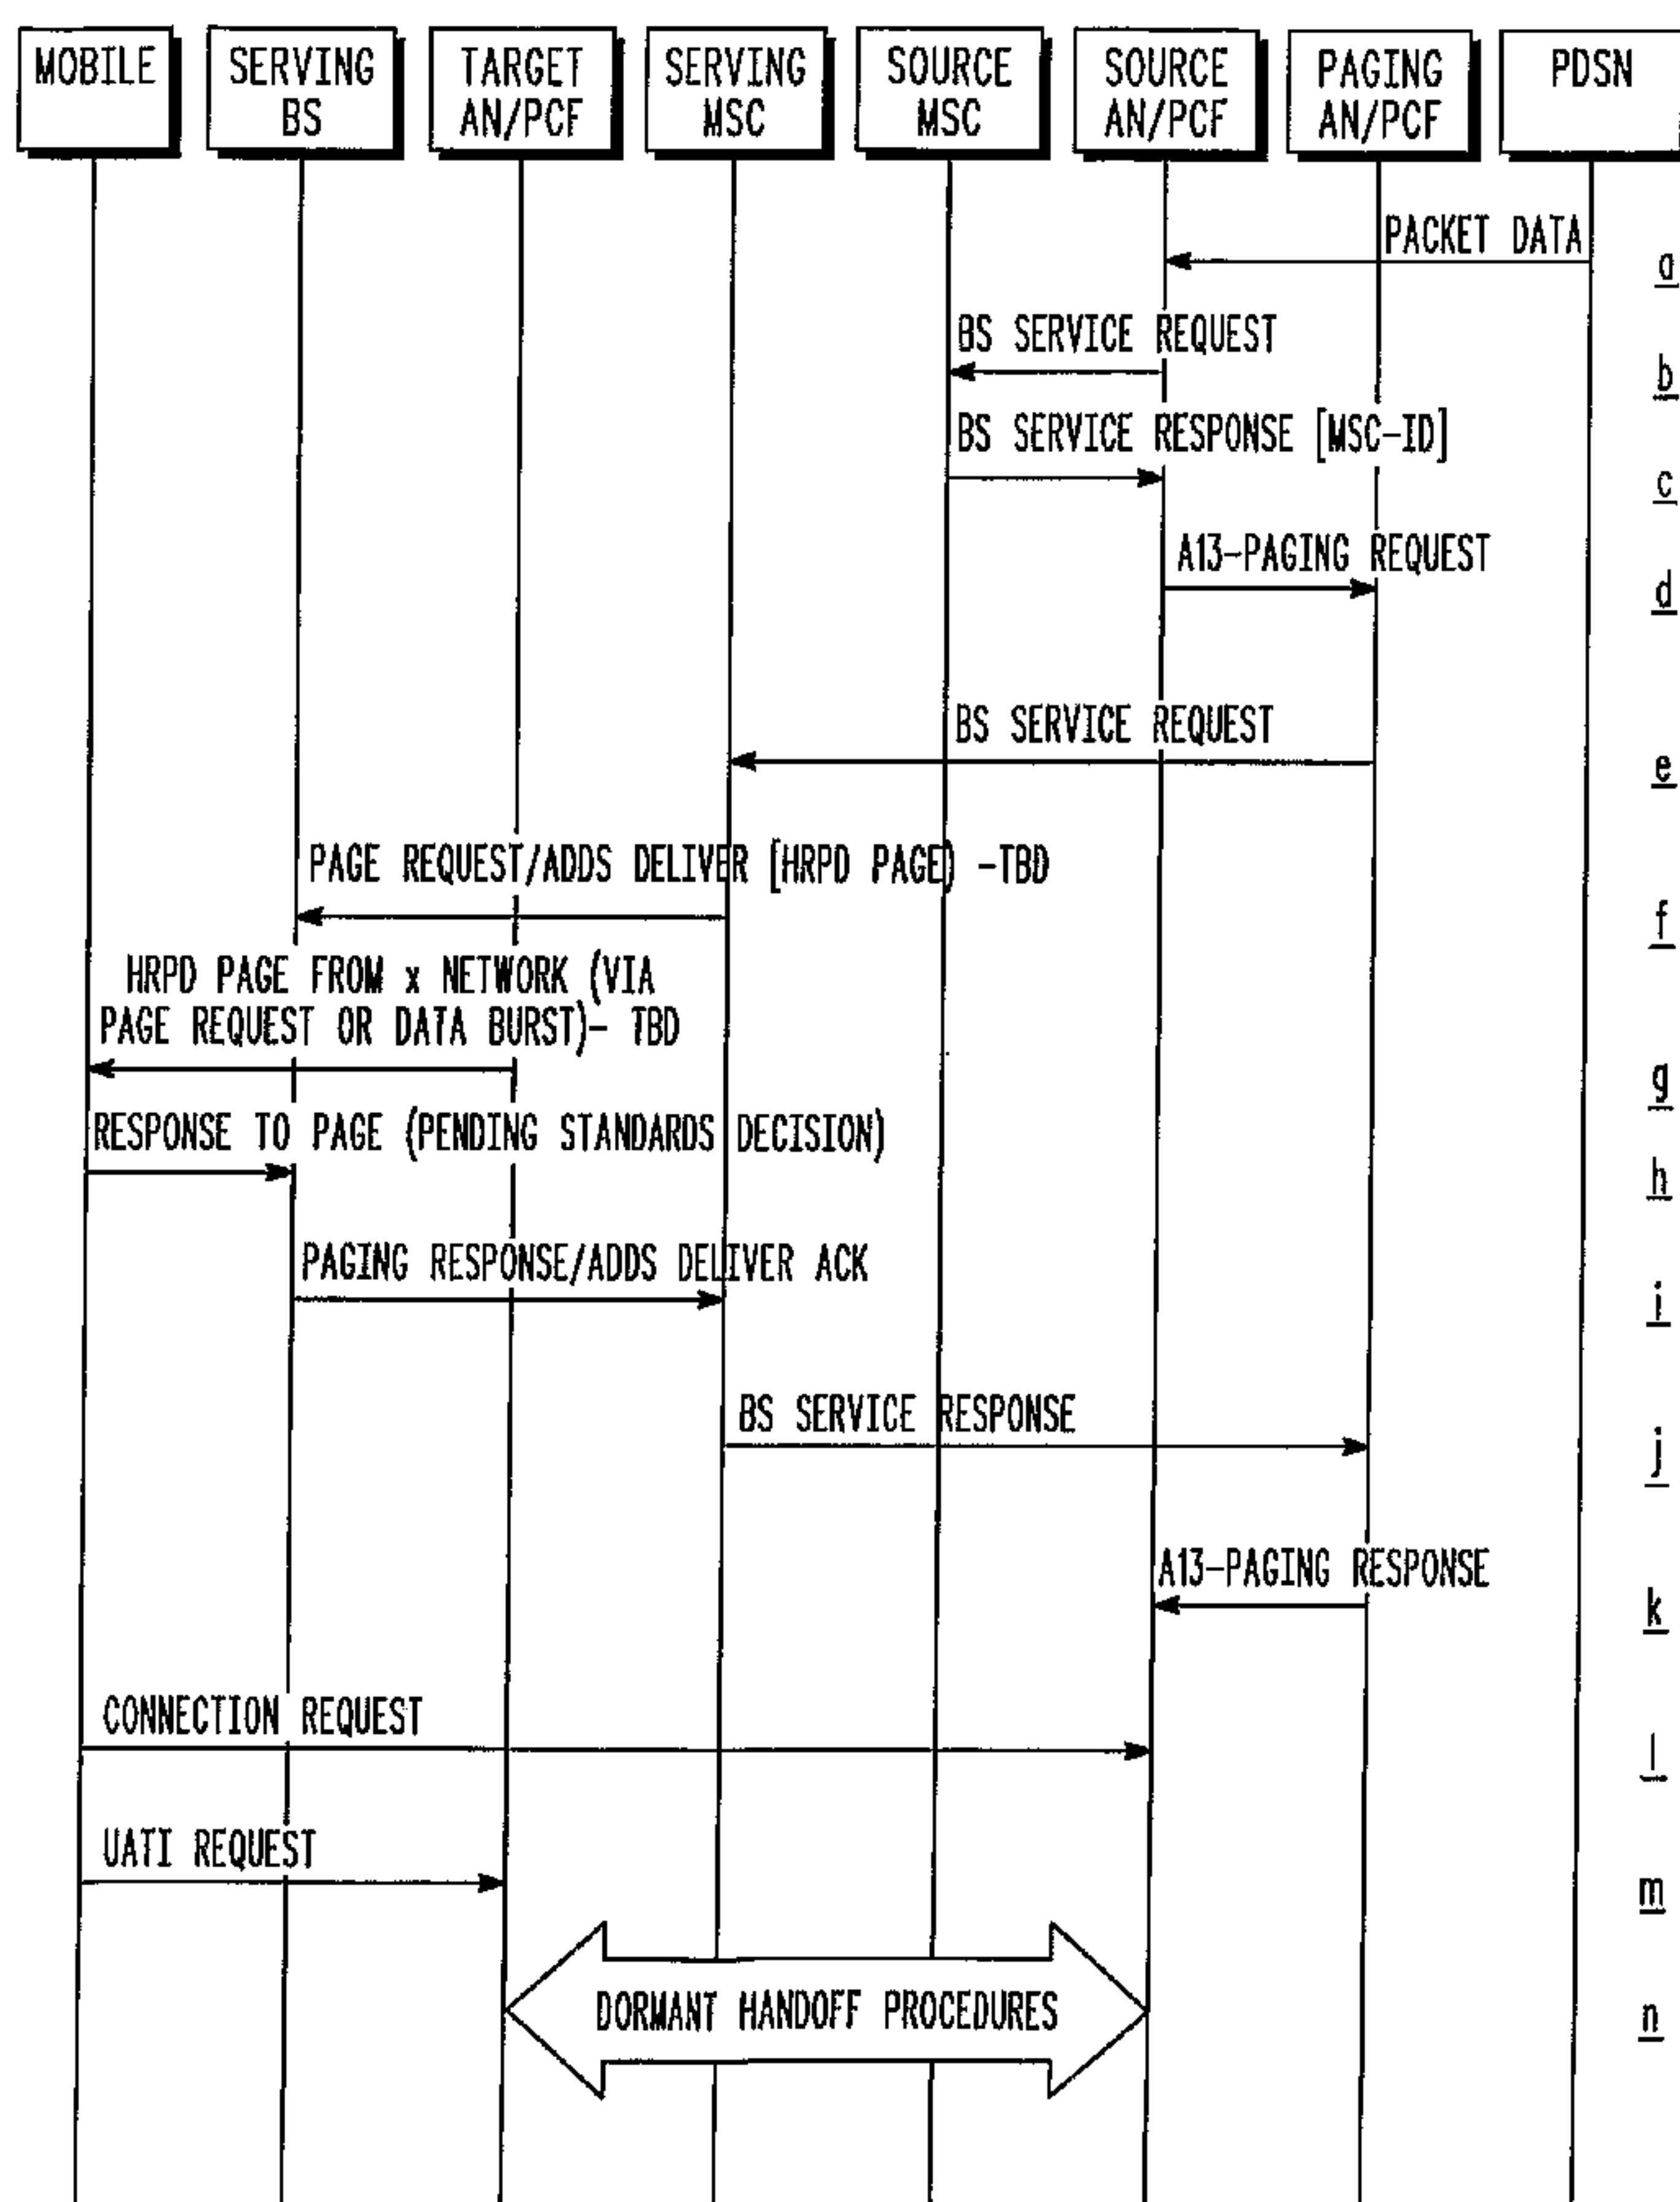 MOBILE
SERVING
BS
TARGET
AN/PCF
SERVING
MSC
SOURCE
MSC
SOURCE
AN/PCF
PAGING
AN/PCF
PDSN
PACKET DATA
a
BS SERVICE REQUEST
b
BS SERVICE RESPONSE [MSC-ID]
c
A13-PAGING REQUEST
d
BS SERVICE REQUEST
e
PAGE REQUEST/ADDS DELIVER [HRPD PAGE) -TBD
f
HRPD PAGE FROM x NETWORK (VIA
PAGE REQUEST OR DATA BURST)- TBD
g
RESPONSE TO PAGE (PENDING STANDARDS DECISION)
h
PAGING RESPONSE/ADDS DELIVER ACK
i
BS SERVICE RESPONSE
j
A13-PAGING RESPONSE
k
CONNECTION REQUEST
l
UATI REQUEST
m
DORMANT HANDOFF PROCEDURES
n